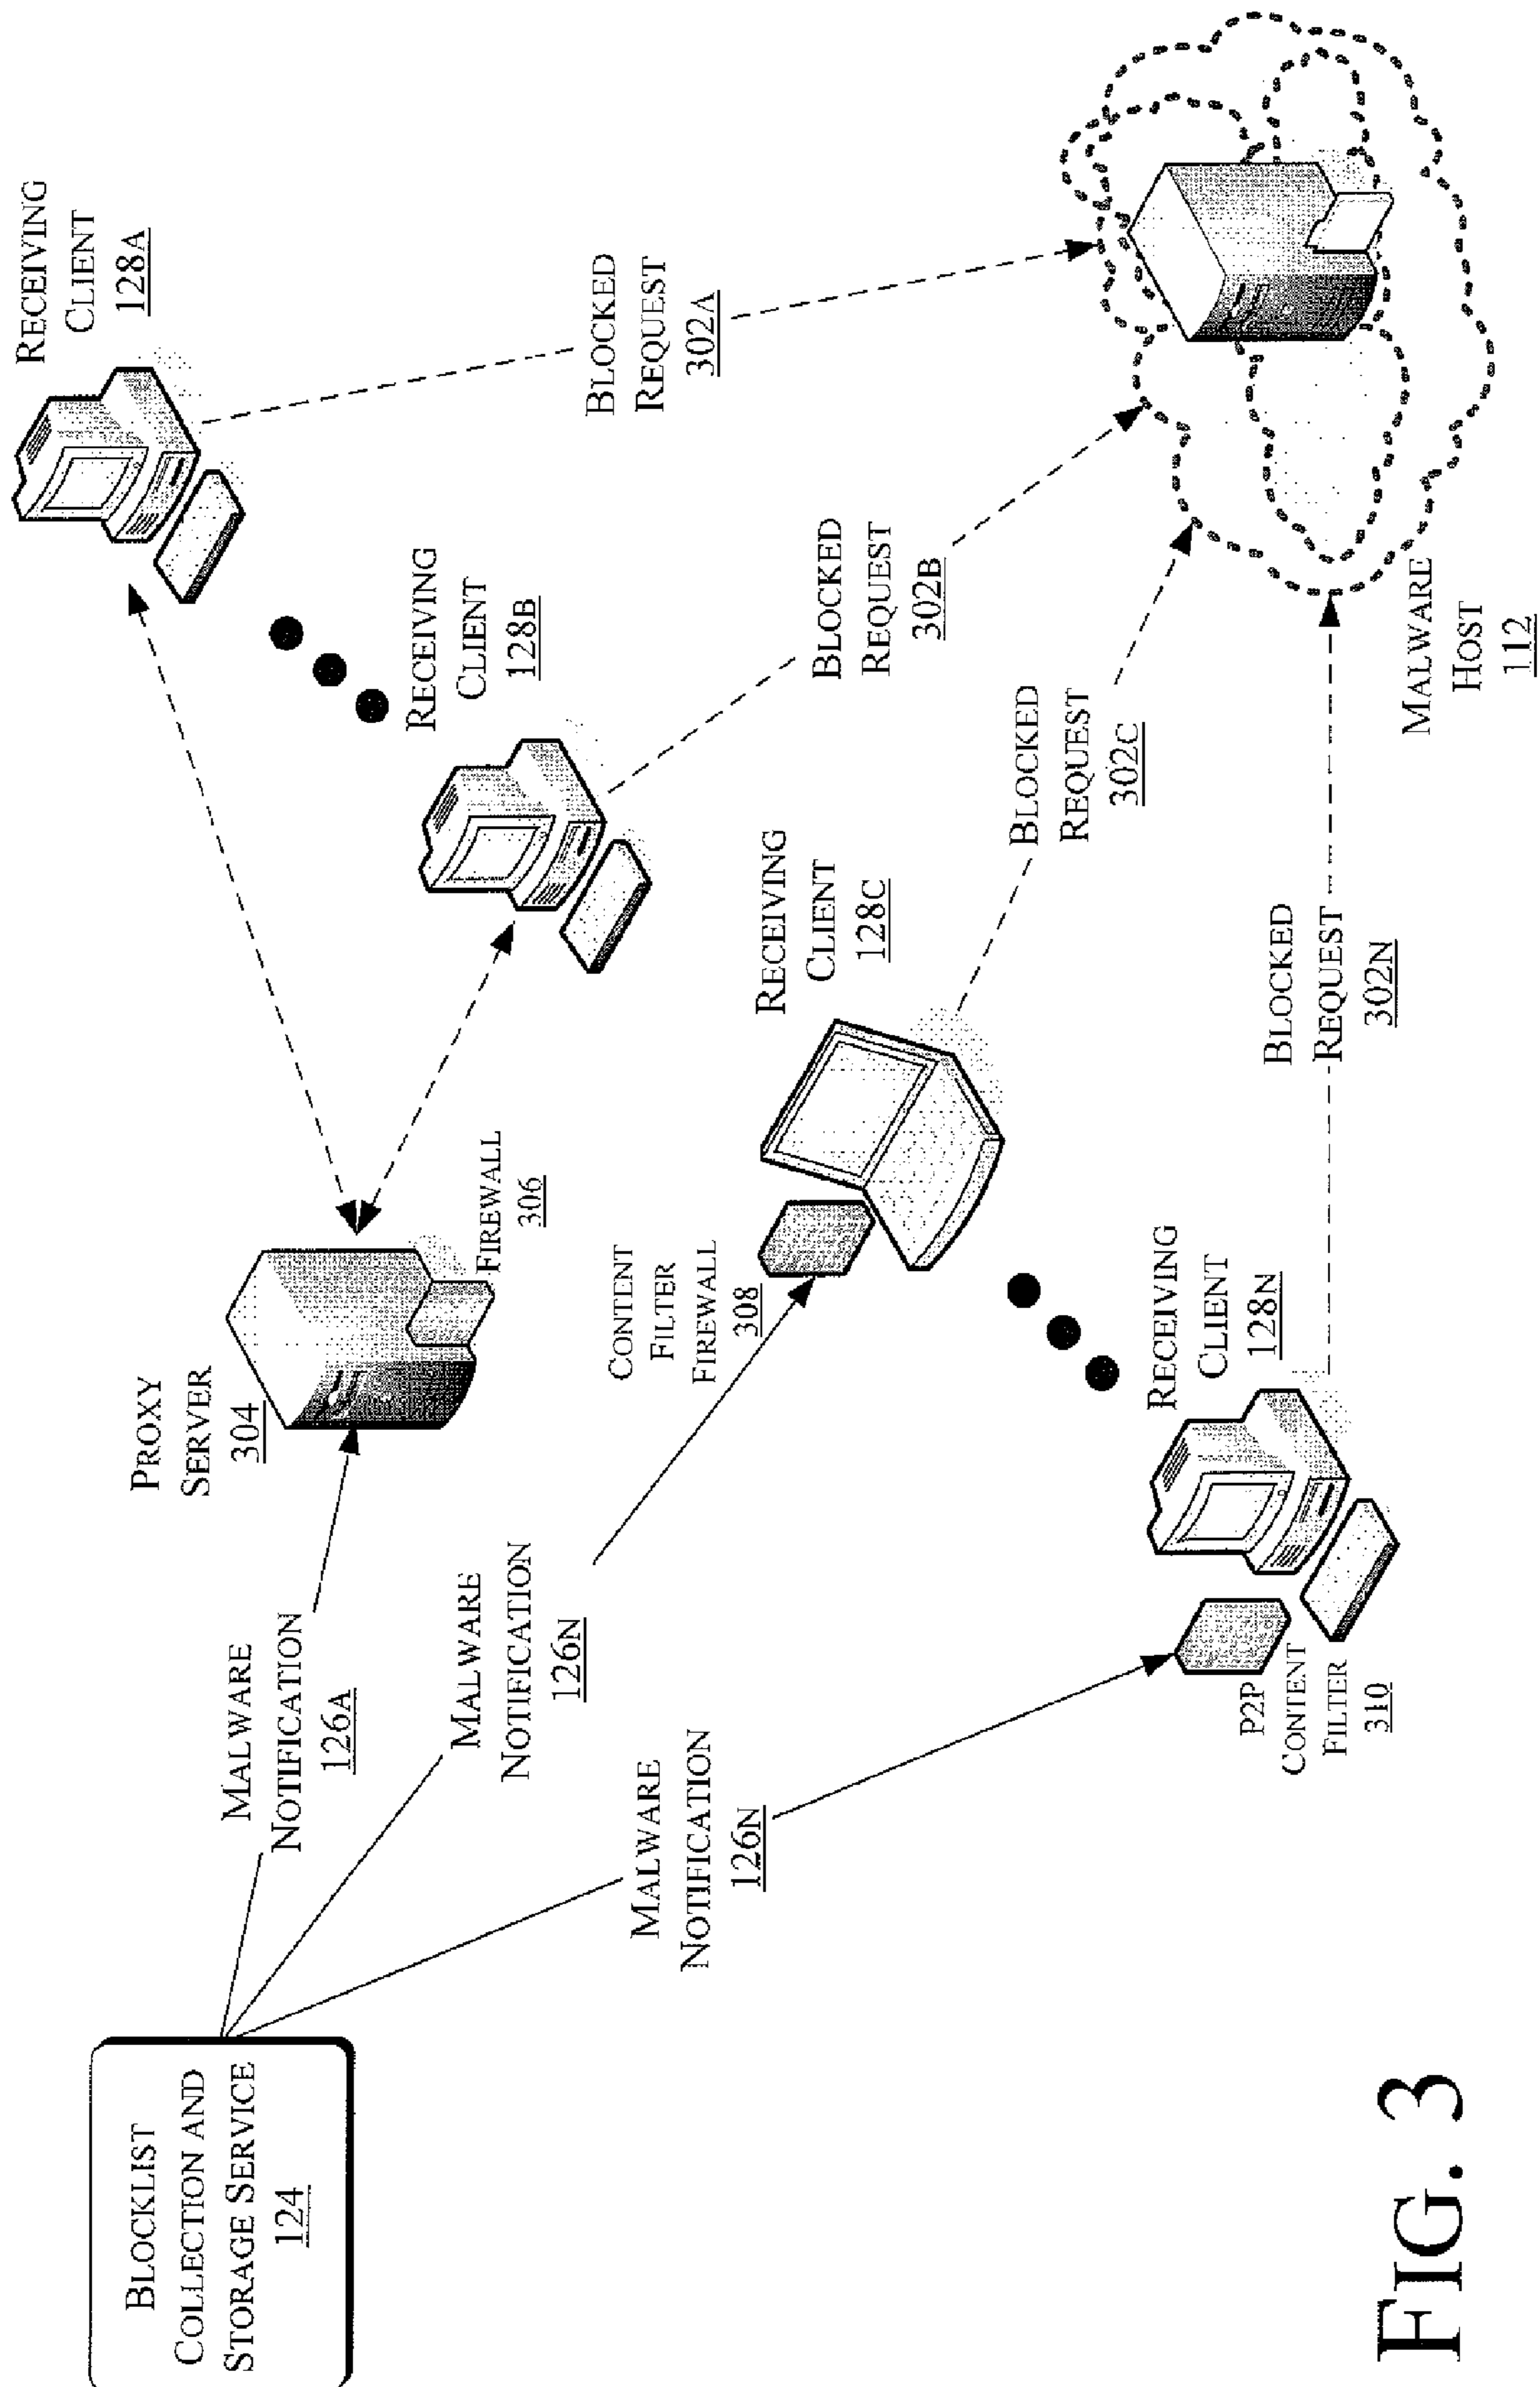 BLOCKLIST
COLLECTION AND
STORAGE SERVICE
124
MALWARE
NOTIFICATION
126A
MALWARE
NOTIFICATION
126N
MALWARE
NOTIFICATION
126N
PROXY
SERVER
304
FIREWALL
306
CONTENT
FILTER
FIREWALL
308
P2P
CONTENT
FILTER
310
RECEIVING
CLIENT
128A
RECEIVING
CLIENT
128B
RECEIVING
CLIENT
128C
RECEIVING
CLIENT
128N
BLOCKED
REQUEST
302A
BLOCKED
REQUEST
302B
BLOCKED
REQUEST
302C
BLOCKED
REQUEST
302N
MALWARE
HOST
112
FIG. 3